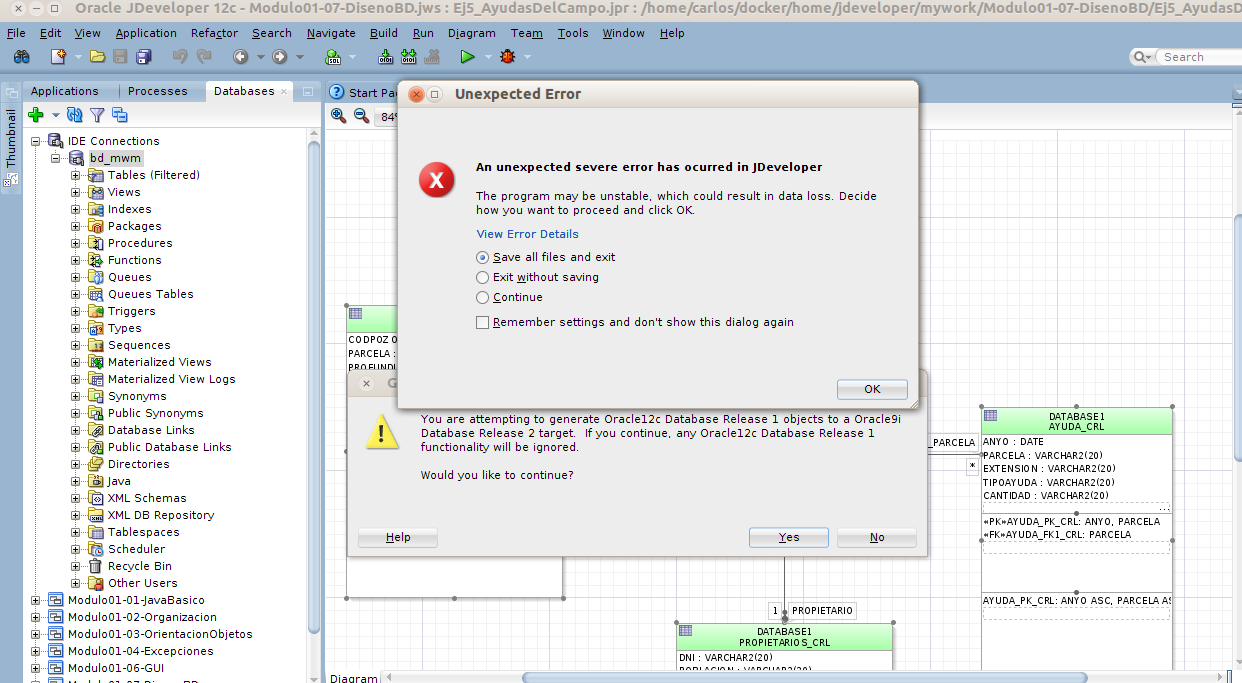 Oracle JDeveloper 12c - Modulo01-07-DisenoBD.jws : Ej5_AyudasDelCampo.jpr : /home/carlos/docker/home/jdeveloper/mywork/Modulo01-07-DisenoBD/Ej5_AyudasDel
File Edit View Application Refactor Search Navigate Build Run Diagram Team Tools Window Help
Search
Applications Processes Databases
Start Pa
Thumbnail
84%
IDE Connections
bd_mwm
Tables (Filtered)
Views
Indexes
Packages
Procedures
Functions
Queues
Queues Tables
Triggers
Types
Sequences
Materialized Views
Materialized View Logs
Synonyms
Public Synonyms
Database Links
Public Database Links
Directories
Java
XML Schemas
XML DB Repository
Tablespaces
Scheduler
Recycle Bin
Other Users
Modulo01-01-JavaBasico
Modulo01-02-Organizacion
Modulo01-03-OrientacionObjetos
Modulo01-04-Excepciones
Modulo01-06-GUI
Unexpected Error
An unexpected severe error has ocurred in JDeveloper
The program may be unstable, which could result in data loss. Decide
how you want to proceed and click OK.
View Error Details
Save all files and exit
Exit without saving
Continue
Remember settings and don't show this dialog again
OK
CODPOZO
PARCELA :
PROFUNDI
You are attempting to generate Oracle12c Database Release 1 objects to a Oracle9i
Database Release 2 target. If you continue, any Oracle12c Database Release 1
functionality will be ignored.
Would you like to continue?
Help Yes No
_PARCELA
*
DATABASE1
AYUDA_CRL
ANYO : DATE
PARCELA : VARCHAR2(20)
EXTENSION : VARCHAR2(20)
TIPOAYUDA : VARCHAR2(20)
CANTIDAD : VARCHAR2(20)
...
«PK»AYUDA_PK_CRL: ANYO, PARCELA
«FK»AYUDA_FK1_CRL: PARCELA
AYUDA_PK_CRL: ANYO ASC, PARCELA AS
1 PROPIETARIO
DATABASE1
PROPIETARIOS_CRL
DNI : VARCHAR2(20)
POBLACION : VARCHAR2(20)
Diagram